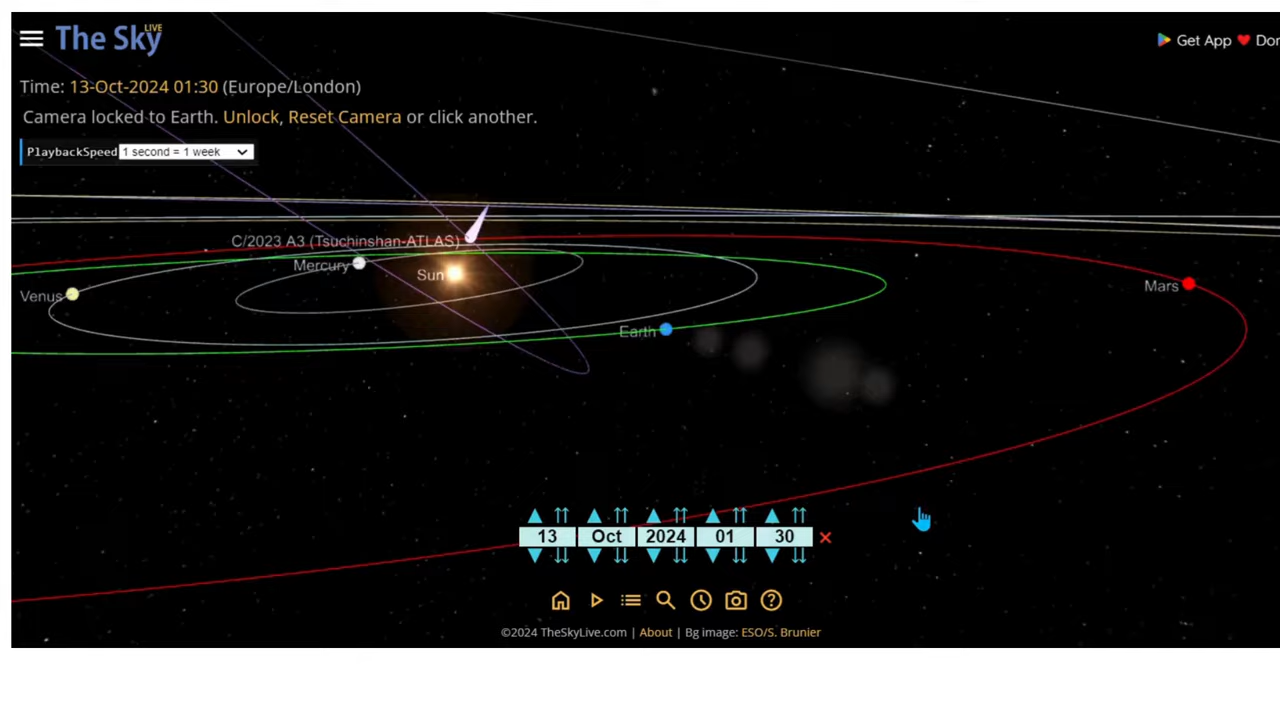 The Sky LIVE
Get App Don
Time: 13-Oct-2024 01:30 (Europe/London)
Camera locked to Earth. Unlock, Reset Camera or click another.
PlaybackSpeed 1 second = 1 week
C/2023 A3 (Tsuchinshan-ATLAS)
Mercury
Sun
Venus
Mars
Earth
13 Oct 2024 01 30
©2024 TheSkyLive.com | About | Bg image: ESO/S. Brunier